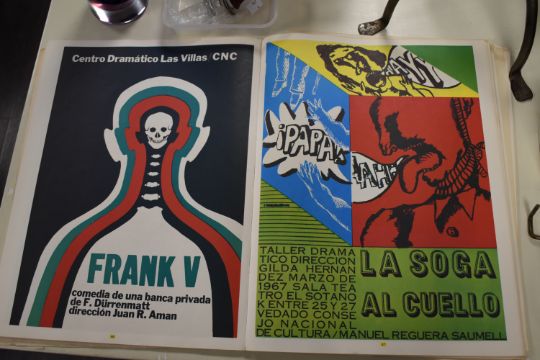 Centro Dramático Las Villas CNC
FRANK V
comedia de una banca privada
de F. Dürrenmatt
dirección Juan R. Aman
¡PAPA!
AHH
TALLER DRAMA
TICO DIRECCION
GILDA HERNAN
DEZ MARZO DE
1967 SALA TEA
TRO EL SOTANO
K ENTRE 25 Y 27
VEDADO CONSE
JO NACIONAL
DE CULTURA/MANUEL REGUERA SAUMELL
LA SOGA
AL CUELLO